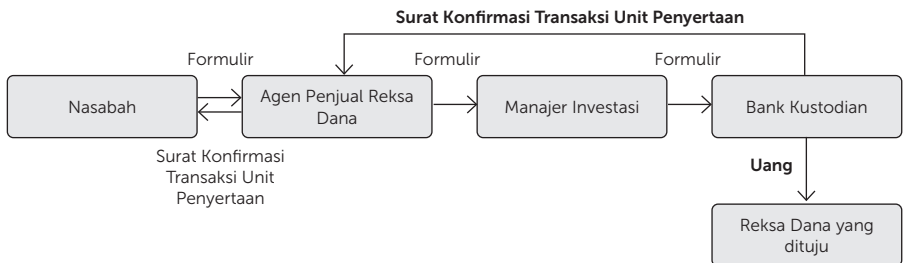 Surat Konfirmasi Transaksi Unit Penyertaan
Formulir
Formulir
Formulir
Nasabah
Agen Penjual Reksa
Dana
Manajer Investasi
Bank Kustodian
Surat Konfirmasi
Transaksi Unit
Penyertaan
Uang
Reksa Dana yang
dituju